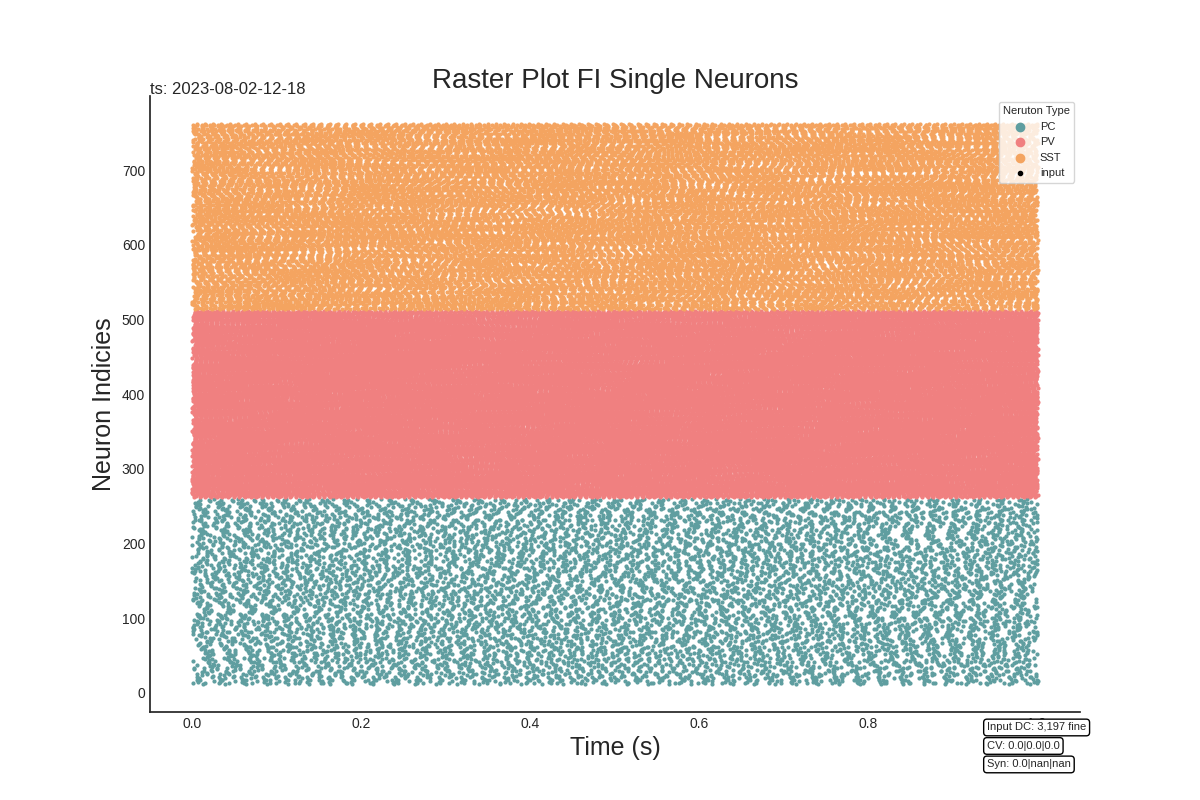 Raster Plot FI Single Neurons
ts: 2023-08-02-12-18
Neruton Type
PC
PV
SST
input
Neuron Indicies
700
600
500
400
300
200
100
0
0.0 0.2 0.4 0.6 0.8
Time (s)
Input DC: 3,197 fine
CV: 0.0|0.0|0.0
Syn: 0.0|nan|nan